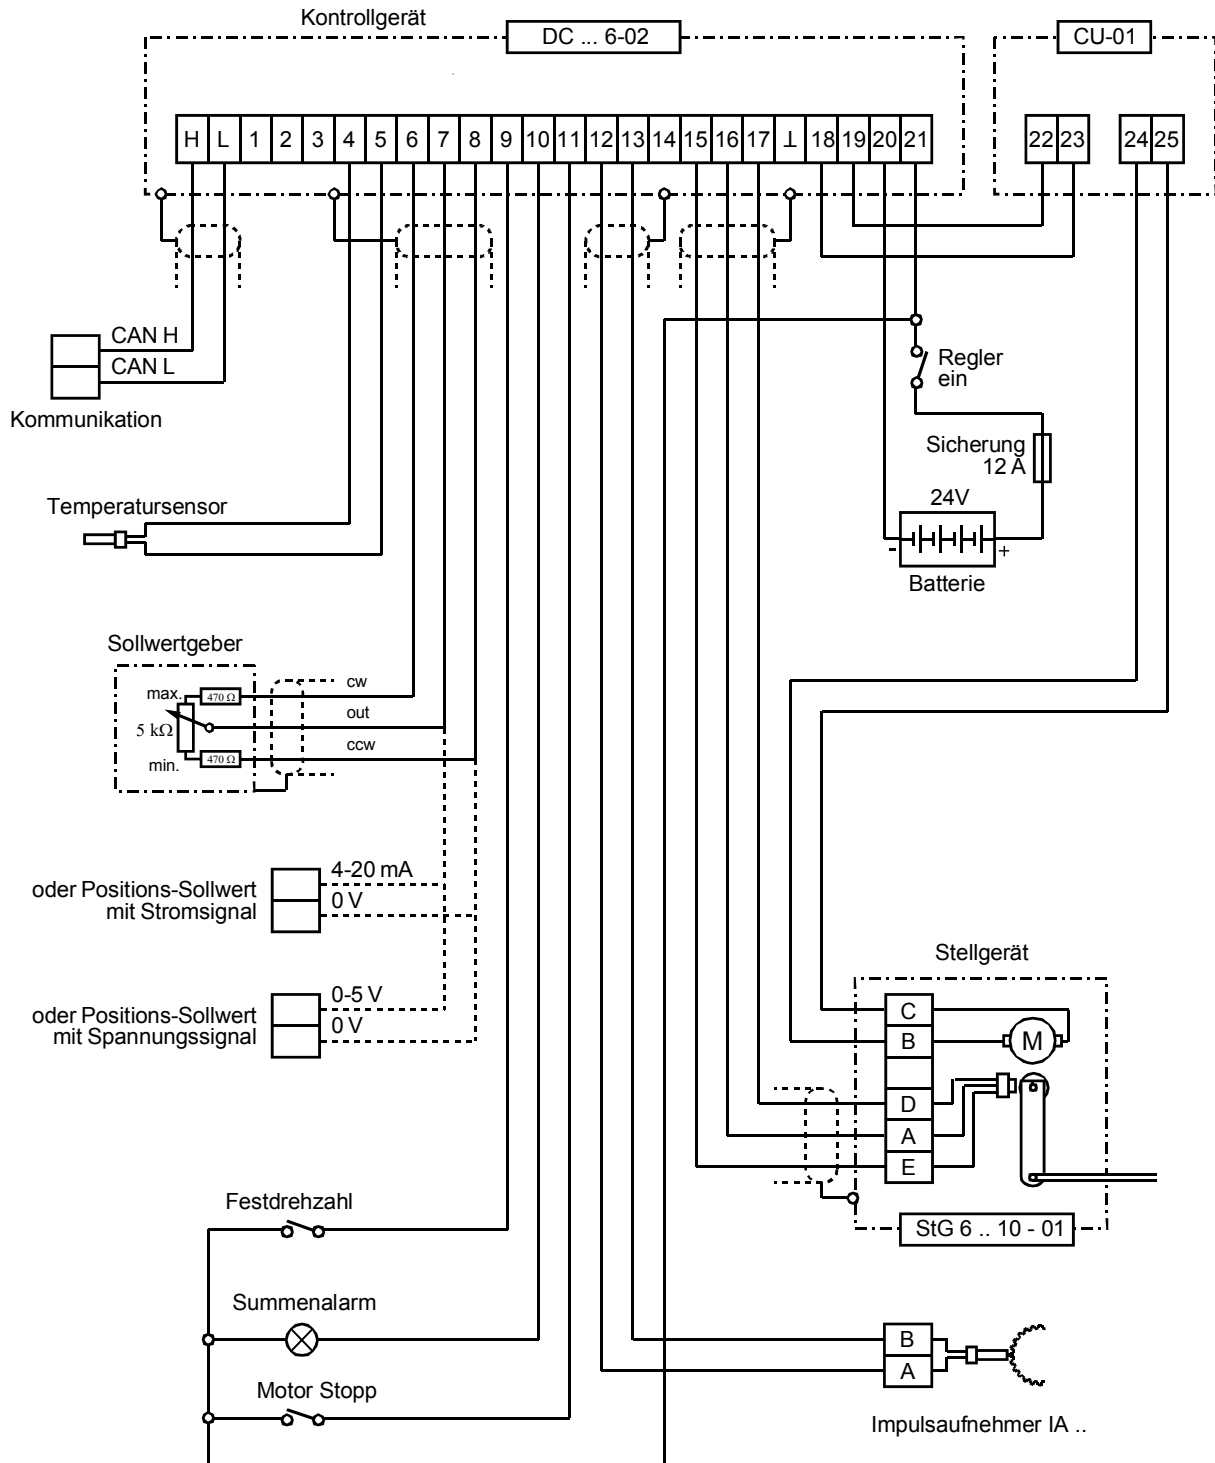 Kontrollgerät
DC ... 6-02
CU-01
H L 1 2 3 4 5 6 7 8 9 10 11 12 13 14 15 16 17 ⊥ 18 19 20 21
22 23
24 25
CAN H
CAN L
Kommunikation
Regler
ein
Sicherung
12 A
24V
- +
Batterie
Temperatursensor
Sollwertgeber
max.
470 Ω
cw
5 kΩ
out
min.
470 Ω
ccw
oder Positions-Sollwert
mit Stromsignal
4-20 mA
0 V
oder Positions-Sollwert
mit Spannungssignal
0-5 V
0 V
Stellgerät
C
B
M
D
A
E
StG 6 .. 10 - 01
Festdrehzahl
Summenalarm
Motor Stopp
B
A
Impulsaufnehmer IA ..